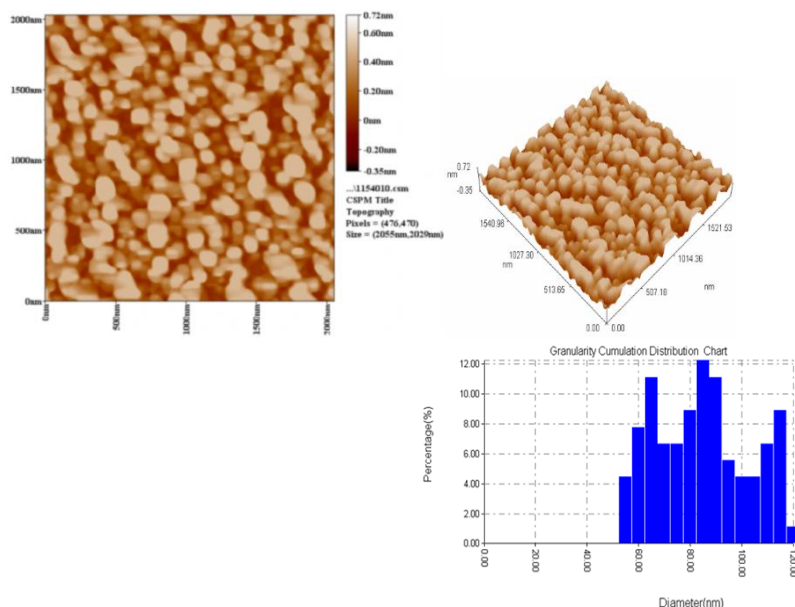 2000nm
1500nm
1000nm
500nm
0nm
0nm
500nm
1000nm
1500nm
2000nm
0.72nm
0.60nm
0.40nm
0.20nm
0nm
-0.20nm
-0.35nm
...\1154010.csm
CSPM Title
Topography
Pixels = (476,470)
Size = (2055nm,2029nm)
0.72
nm
-0.35
1540.96
1027.30
nm
513.65
0.00
0.00
507.18
1014.36
1521.53
nm
Granularity Cumulation Distribution Chart
12.00
10.00
8.00
6.00
4.00
2.00
0.00
Percentage(%)
0.00
20.00
40.00
60.00
80.00
100.00
120.00
Diameter(nm)